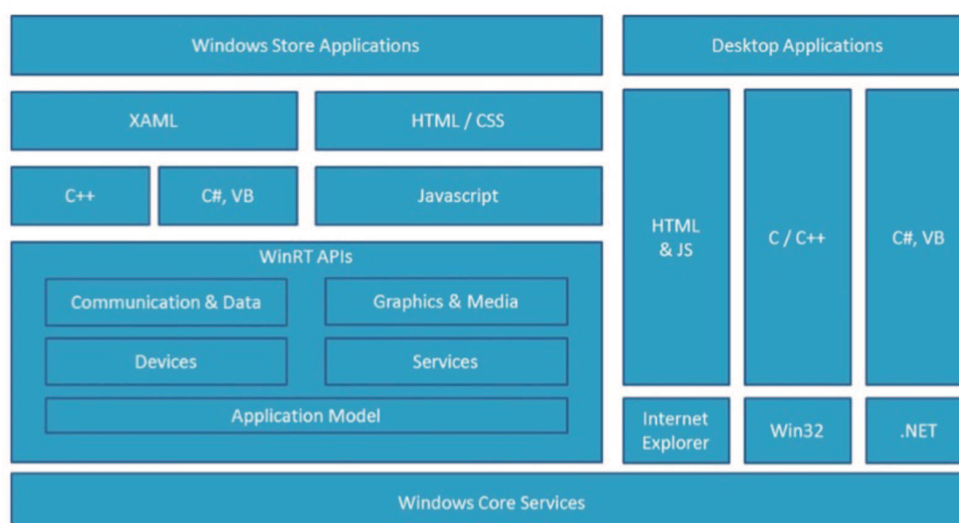 Windows Store Applications
Desktop Applications
XAML
HTML / CSS
C++
C#, VB
Javascript
HTML
& JS
C / C++
C#, VB
WinRT APIs
Communication & Data
Graphics & Media
Devices
Services
Application Model
Internet
Explorer
Win32
.NET
Windows Core Services